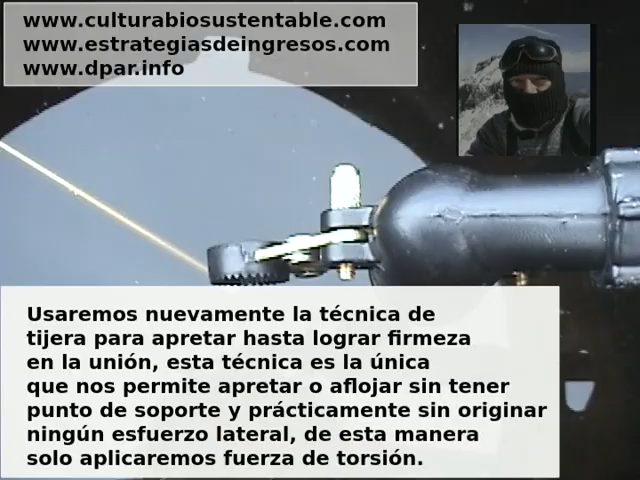 www.culturabiosustentable.com
www.estrategiasdeingresos.com
www.dpar.info
Usaremos nuevamente la técnica de
tijera para apretar hasta lograr firmeza
en la unión, esta técnica es la única
que nos permite apretar o aflojar sin tener
punto de soporte y prácticamente sin originar
ningún esfuerzo lateral, de esta manera
solo aplicaremos fuerza de torsión.